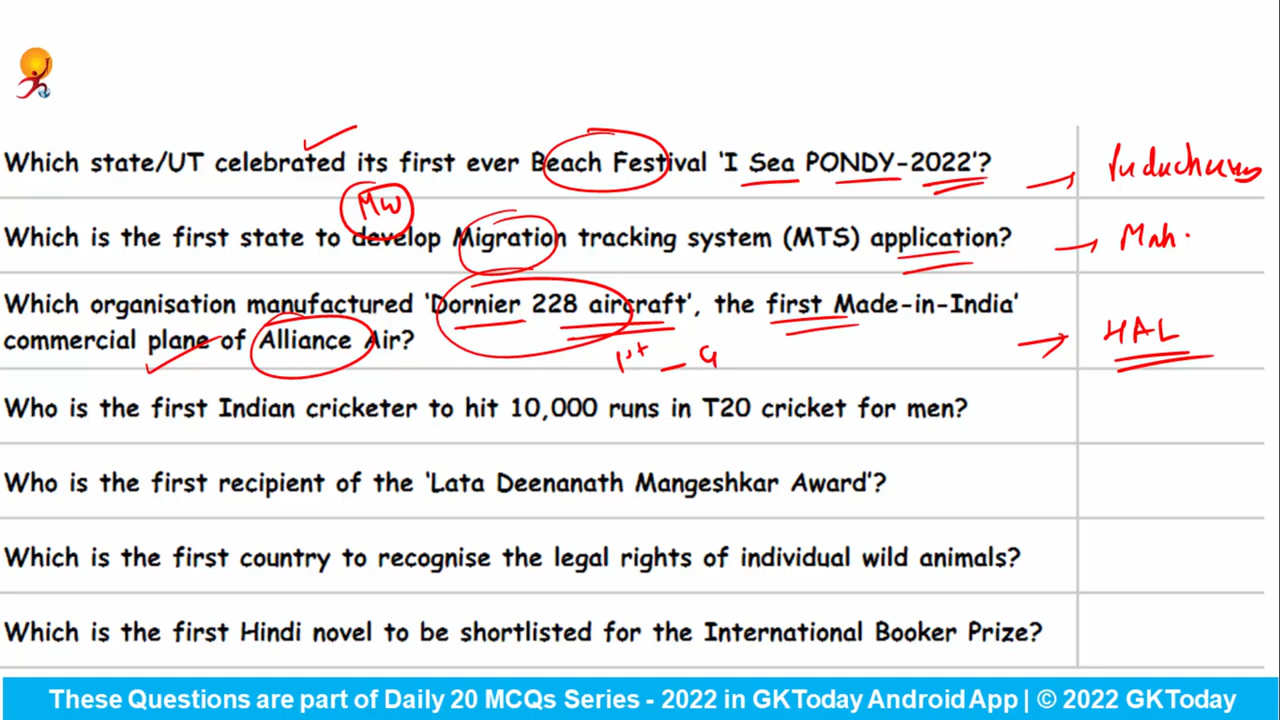 Which state/UT celebrated its first ever Beach Festival 'I Sea PONDY-2022'?
MW
Which is the first state to develop Migration tracking system (MTS) application?
Mah.
Which organisation manufactured 'Dornier 228 aircraft', the first Made-in-India'
commercial plane of Alliance Air?
HAL
Who is the first Indian cricketer to hit 10,000 runs in T20 cricket for men?
Who is the first recipient of the 'Lata Deenanath Mangeshkar Award'?
Which is the first country to recognise the legal rights of individual wild animals?
Which is the first Hindi novel to be shortlisted for the International Booker Prize?
These Questions are part of Daily 20 MCQs Series - 2022 in GKToday Android App | © 2022 GKToday